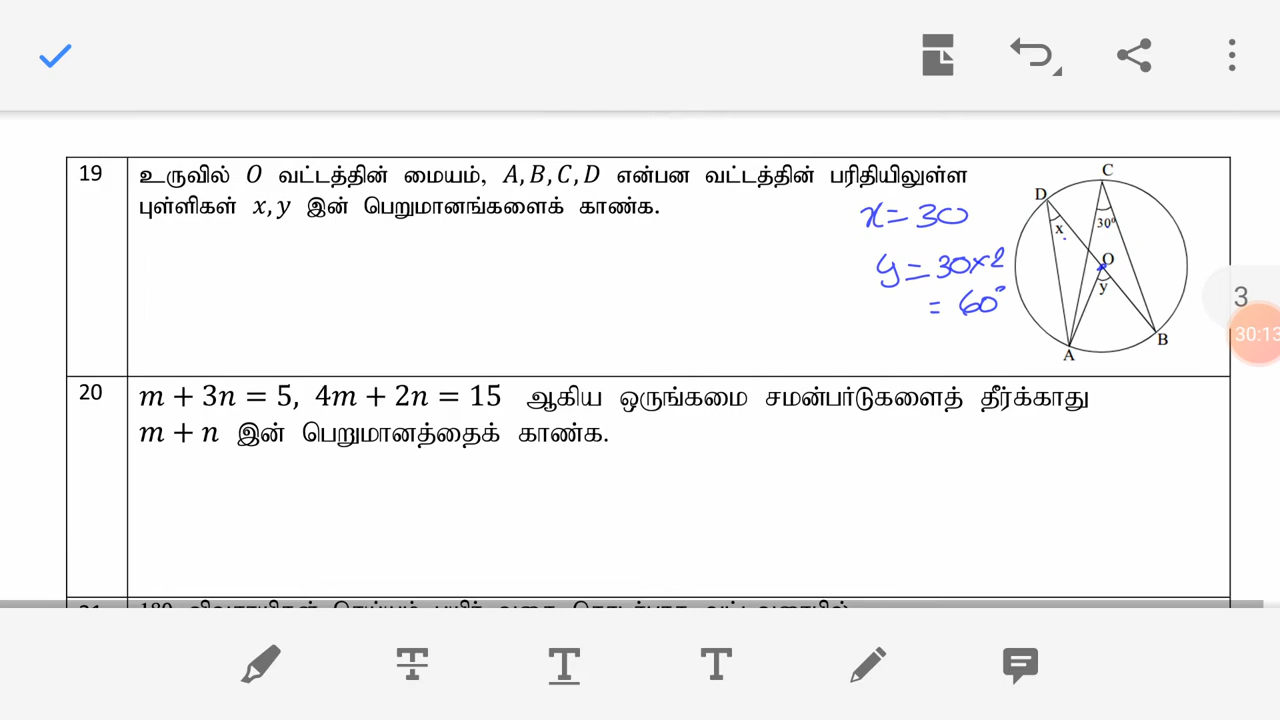 19
உருவில் O வட்டத்தின் மையம், A, B, C, D என்பன வட்டத்தின் பரிதியிலுள்ள
புள்ளிகள் x, y இன் பெறுமானங்களைக் காண்க.
x = 30
y = 30×2
= 60°
C
D
x
30°
O
y
A
B
3
30:13
20
m + 3n = 5, 4m + 2n = 15 ஆகிய ஒருங்கமை சமன்பாடுகளைத் தீர்க்காது
m + n இன் பெறுமானத்தைக் காண்க.
T
T
T